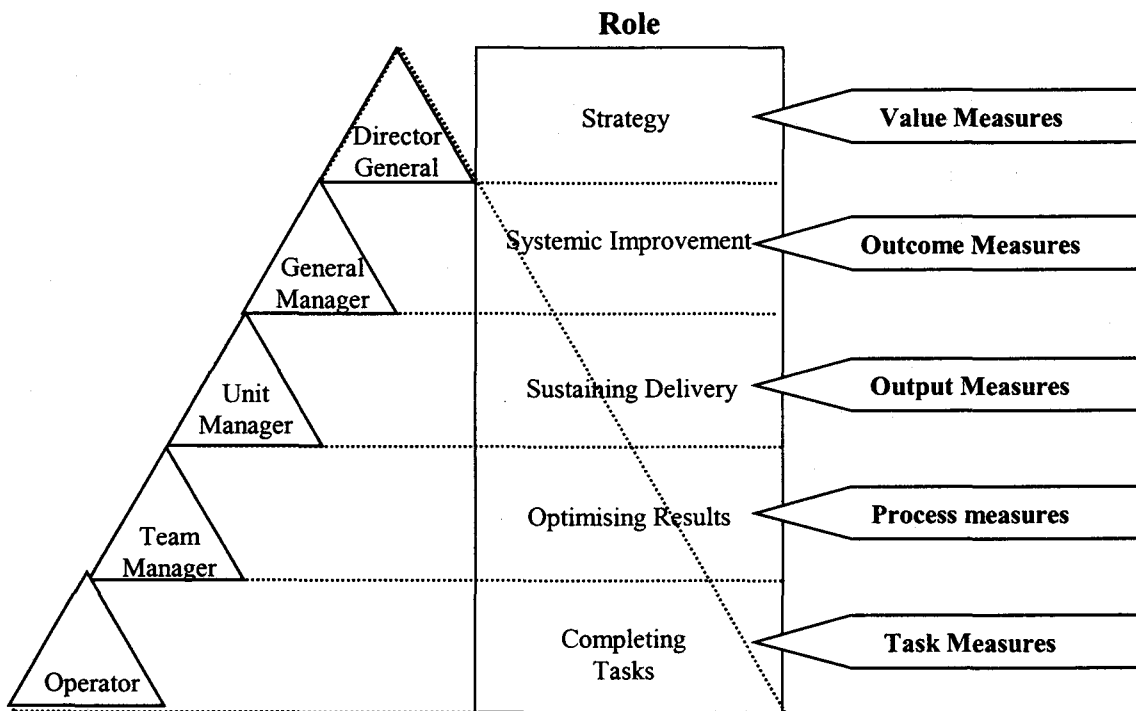 Role
Director
General
Strategy
Value Measures
General
Manager
Systemic Improvement
Outcome Measures
Unit
Manager
Sustaining Delivery
Output Measures
Team
Manager
Optimising Results
Process measures
Operator
Completing
Tasks
Task Measures